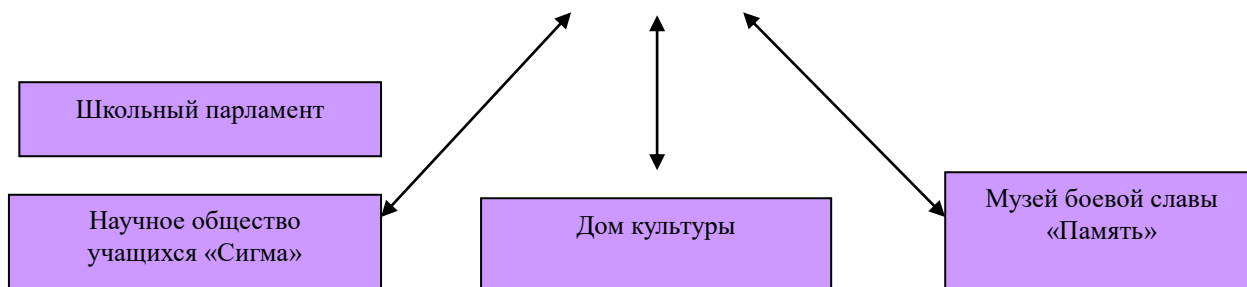 Школьный парламент
Научное общество
учащихся «Сигма»
Дом культуры
Музей боевой славы
«Память»